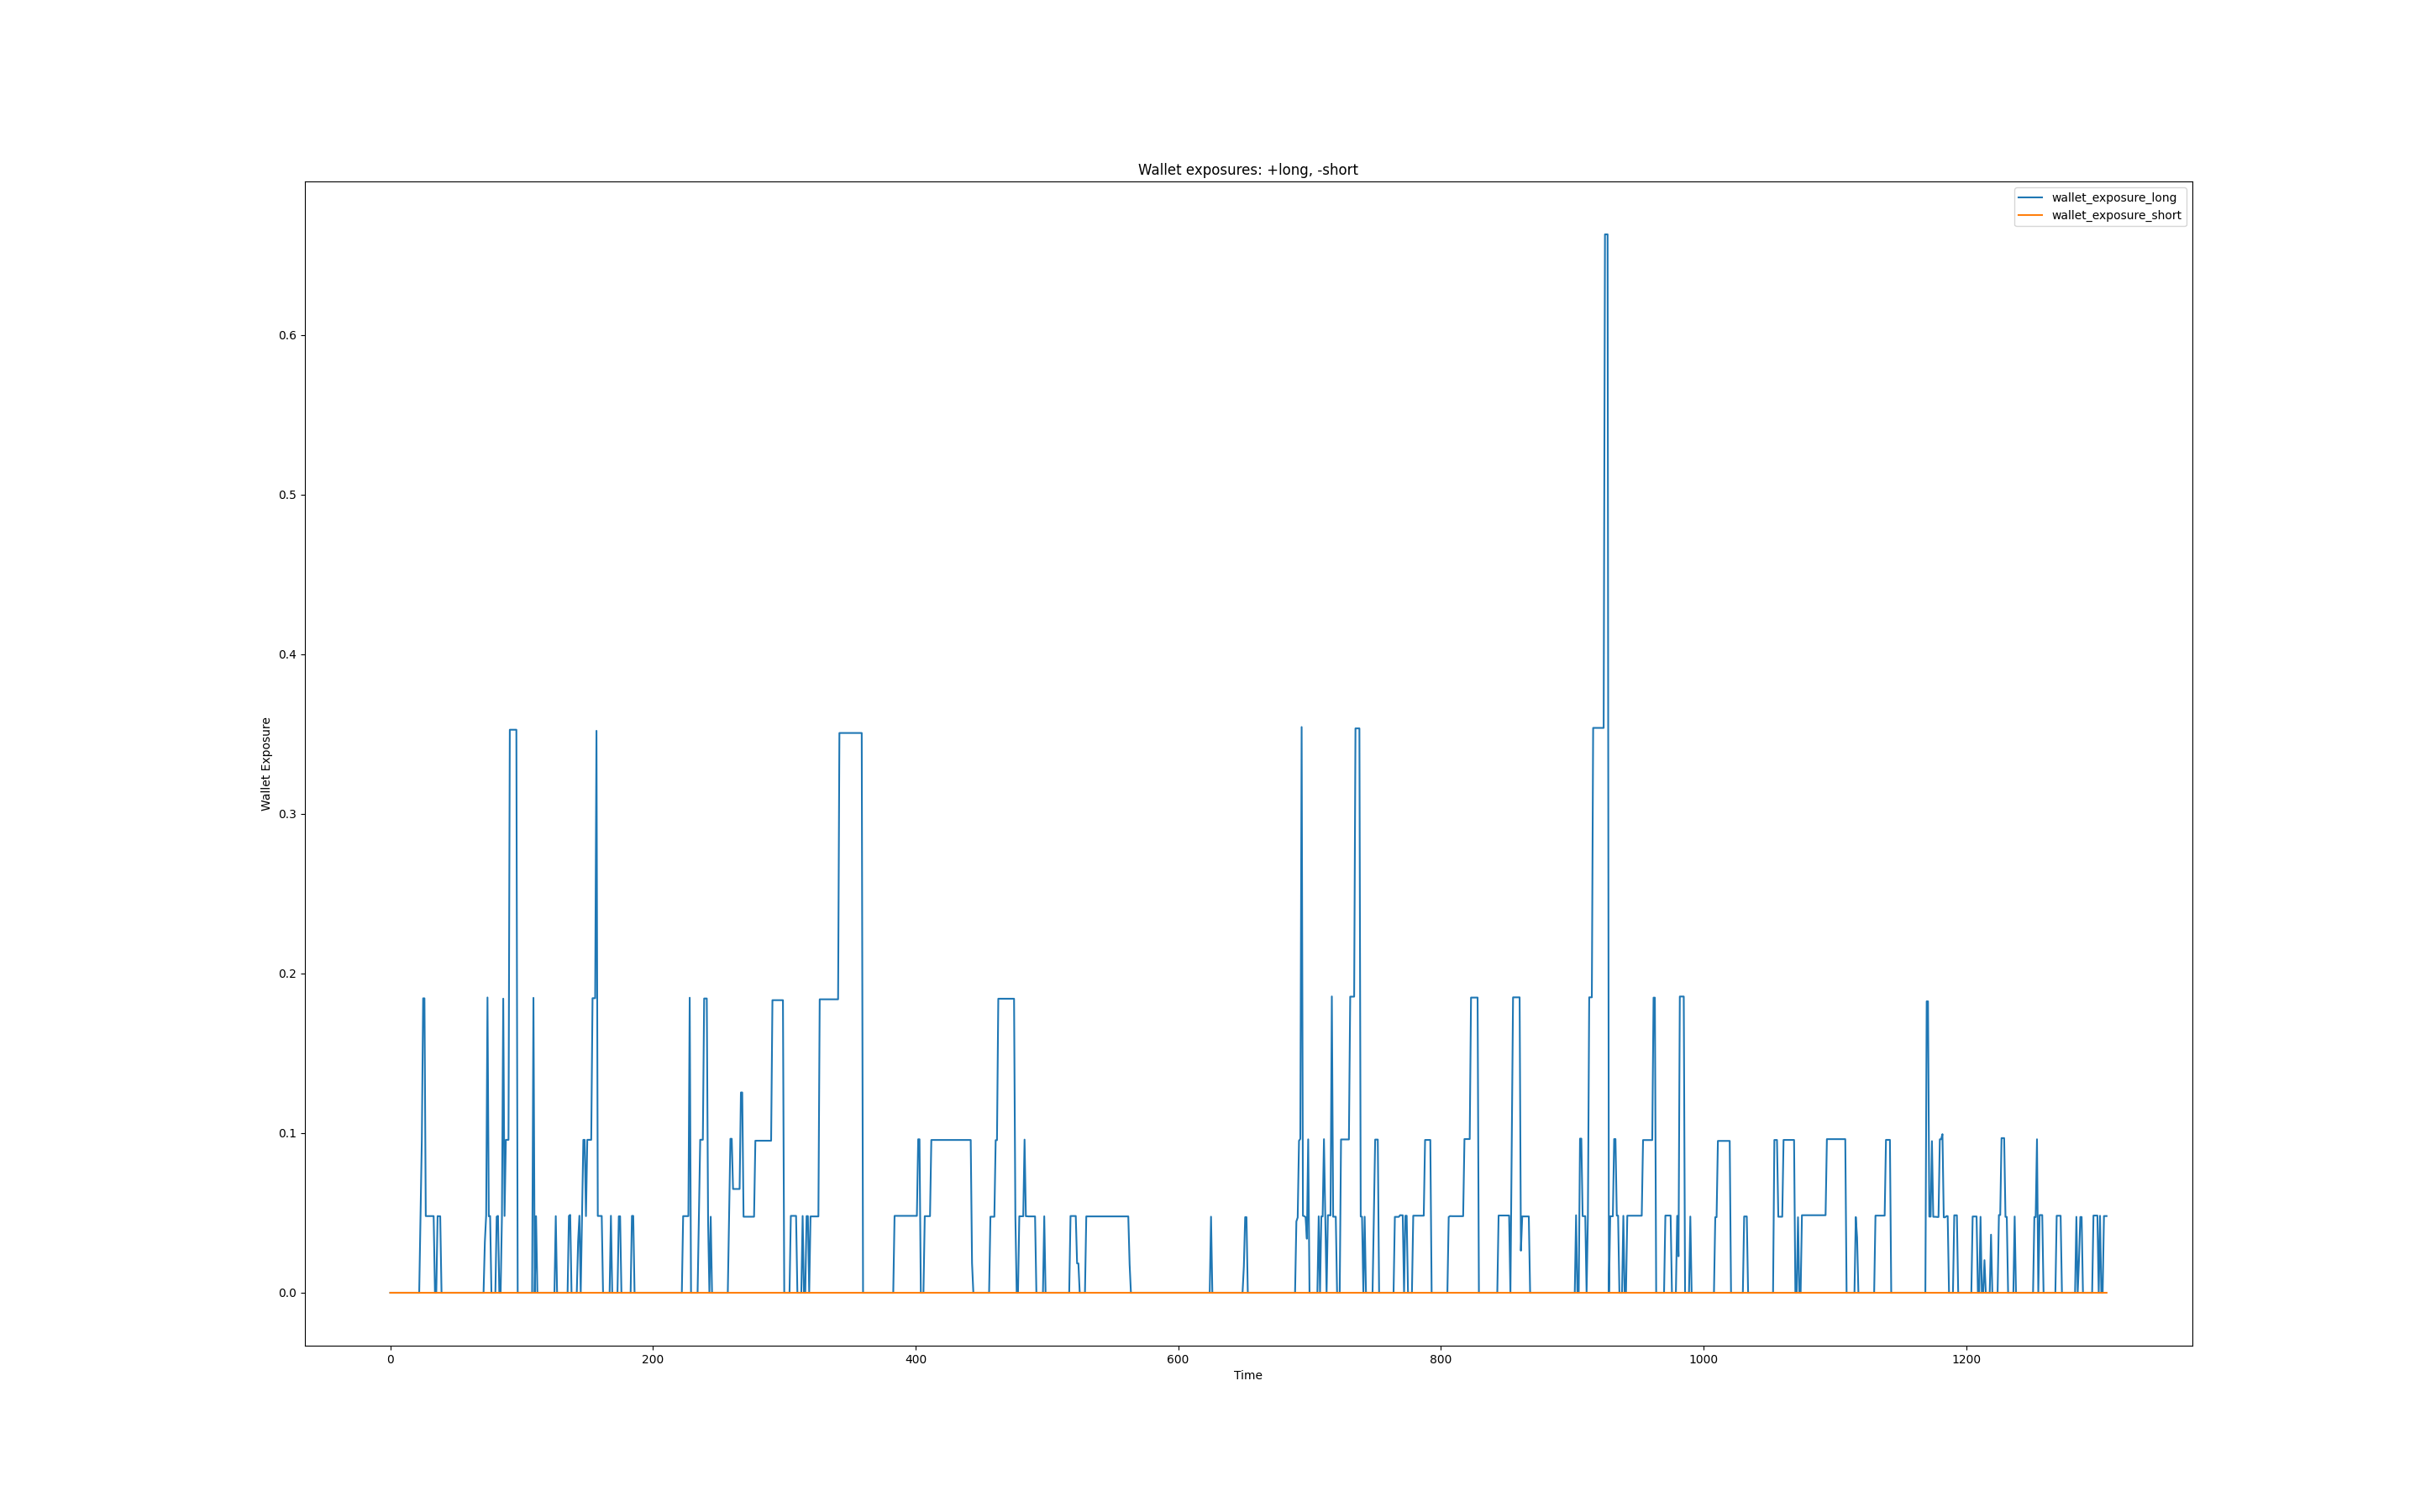 Wallet exposures: +long, -short
wallet_exposure_long
wallet_exposure_short
0.6
0.5
0.4
0.3
0.2
0.1
0.0
Wallet Exposure
0 200 400 600 800 1000 1200
Time